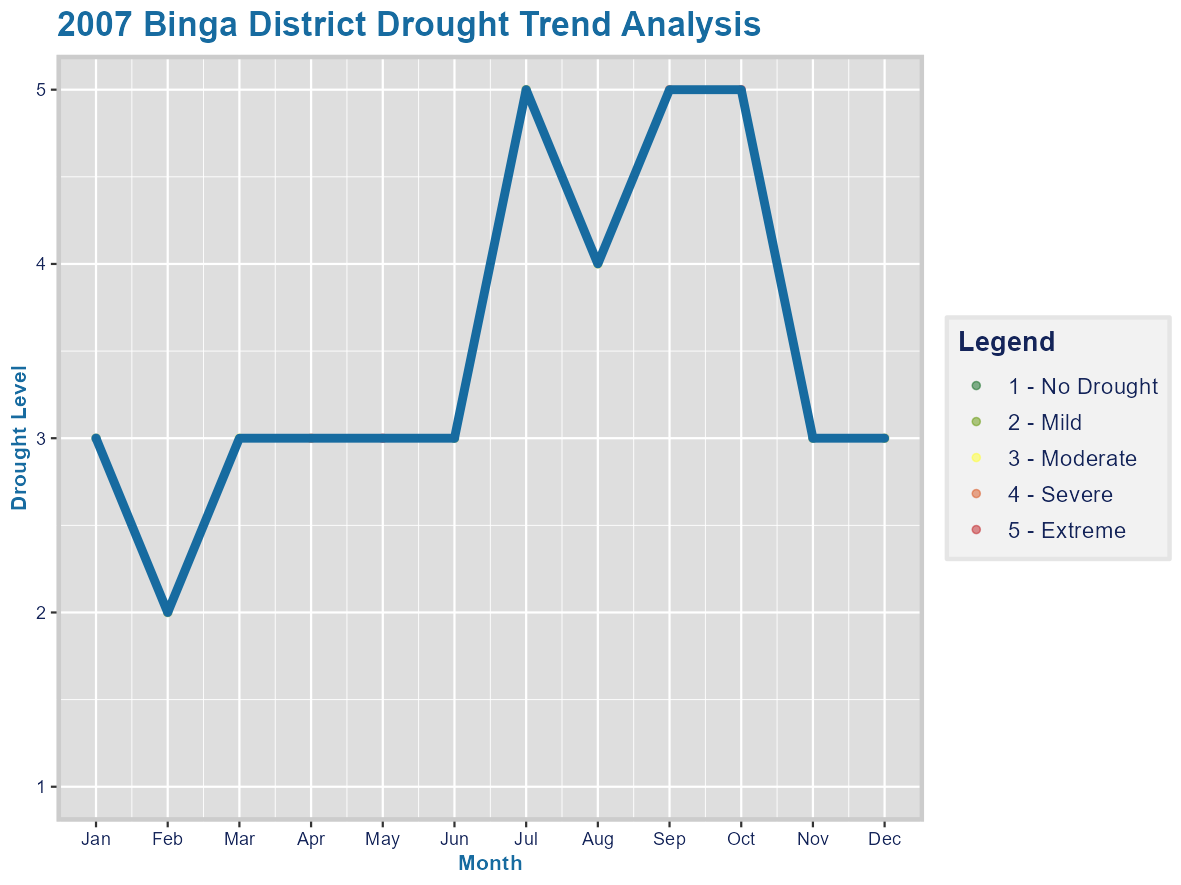 2007 Binga District Drought Trend Analysis
Drought Level
5
4
3
2
1
Jan Feb Mar Apr May Jun Jul Aug Sep Oct Nov Dec
Month
Legend
1 - No Drought
2 - Mild
3 - Moderate
4 - Severe
5 - Extreme